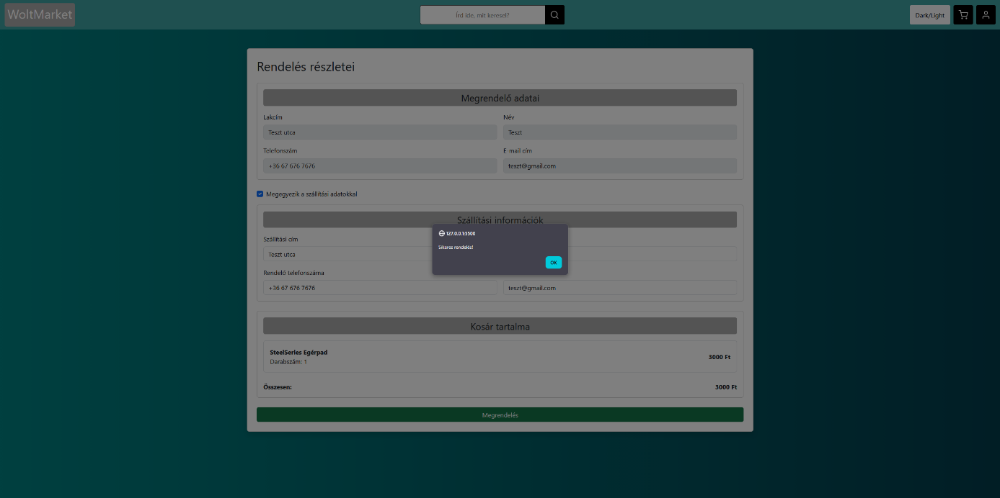 WoltMarket
Írd ide, mit keresel?
Dark/Light
Rendelés részletei
Megrendelő adatai
Lakcím
Név
Teszt utca
Teszt
Telefonszám
E-mail cím
+36 67 676 7676
teszt@gmail.com
Megegyezik a szállítási adatokkal
Szállítási információk
127.0.0.1:5500
Sikeres rendelés!
OK
Szállítási cím
Teszt utca
Rendelő telefonszáma
+36 67 676 7676
teszt@gmail.com
Kosár tartalma
SteelSeries Egérpad
Darabszám: 1
3000 Ft
Összesen:
3000 Ft
Megrendelés